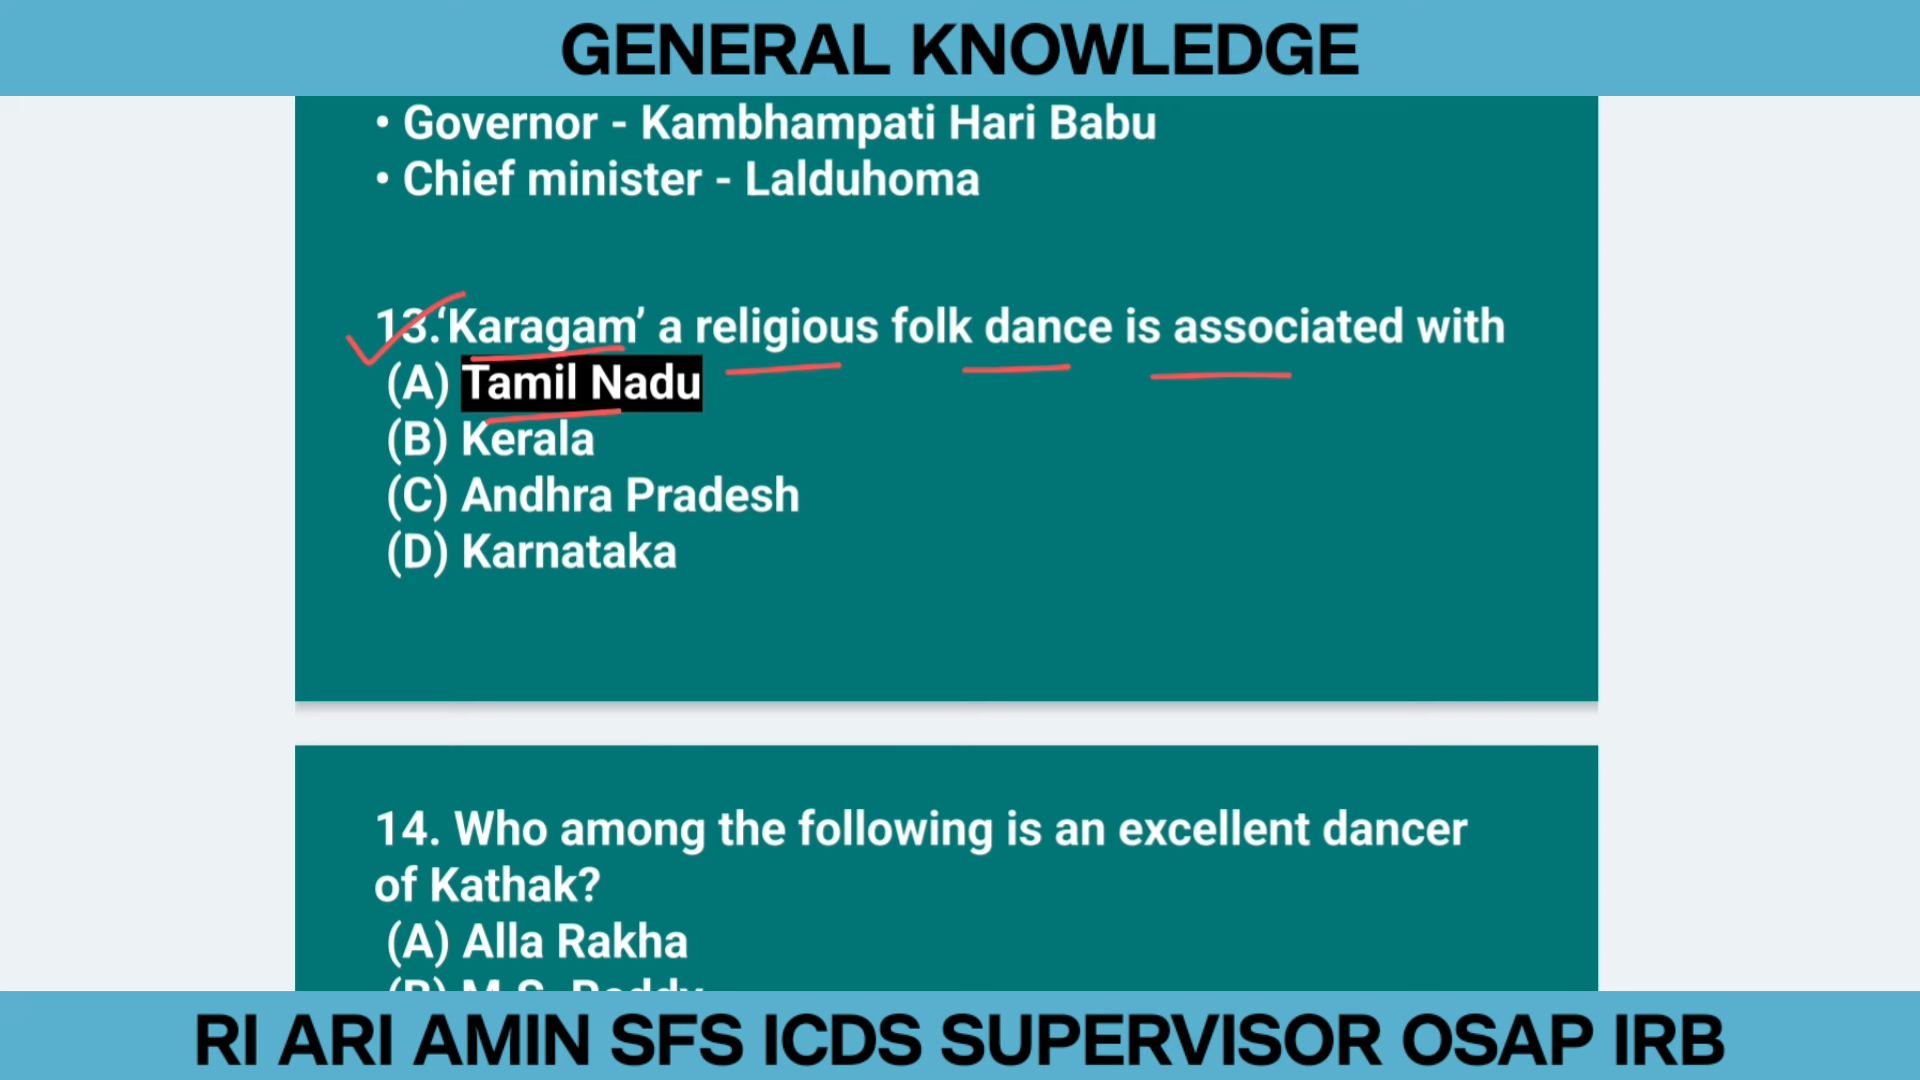 GENERAL KNOWLEDGE
• Governor - Kambhampati Hari Babu
• Chief minister - Lalduhoma
13.‘Karagam’ a religious folk dance is associated with
(A) Tamil Nadu
(B) Kerala
(C) Andhra Pradesh
(D) Karnataka
14. Who among the following is an excellent dancer
of Kathak?
(A) Alla Rakha
(B) M.S. Reddy
RI ARI AMIN SFS ICDS SUPERVISOR OSAP IRB